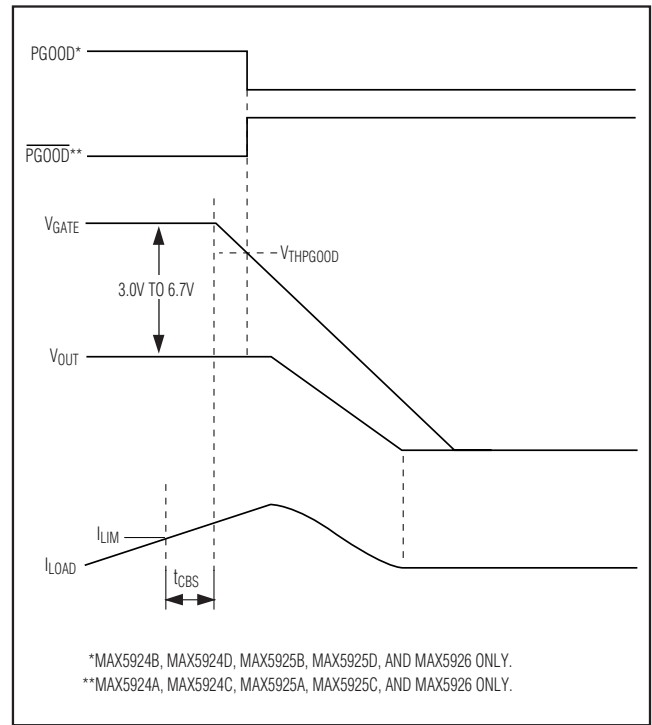 PGOOD*
PGOOD**
VGATE
VTHPGOOD
3.0V TO 6.7V
VOUT
ILIM
ILOAD
tCBS
*MAX5924B, MAX5924D, MAX5925B, MAX5925D, AND MAX5926 ONLY.
**MAX5924A, MAX5924C, MAX5925A, MAX5925C, AND MAX5926 ONLY.